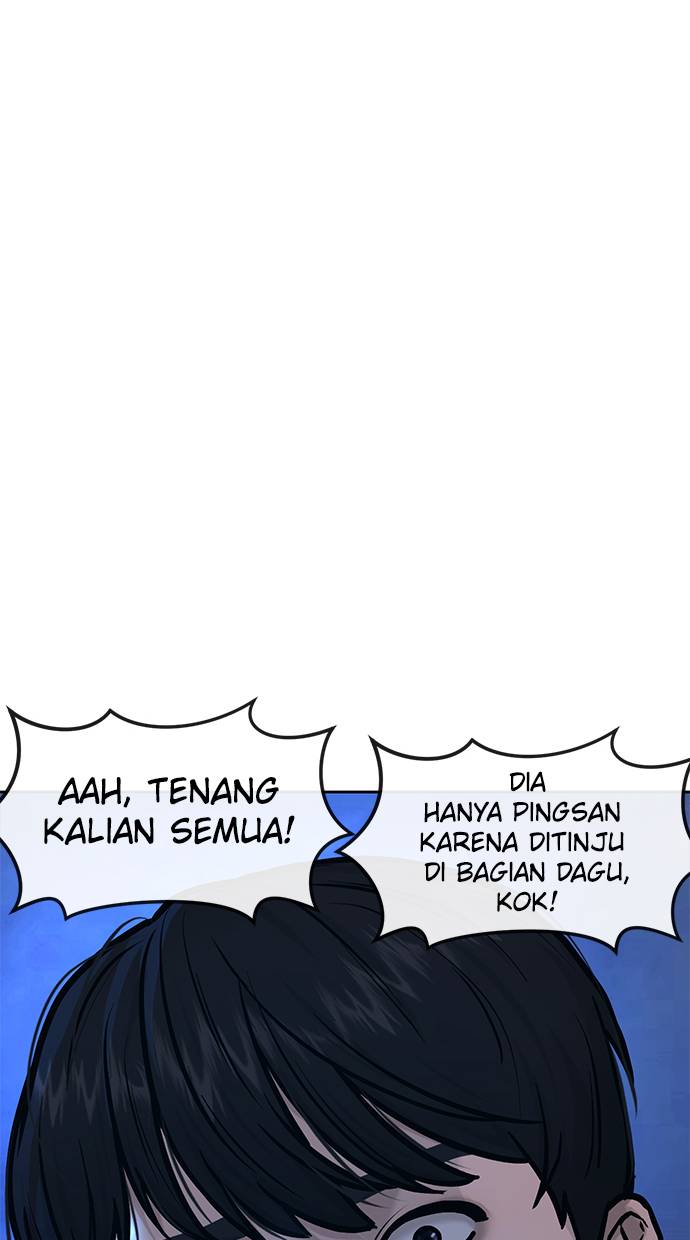 AAH, TENANG
KALIAN SEMUA!
DIA
HANYA PINGSAN
KARENA DITINJU
DI BAGIAN DAGU,
KOK!